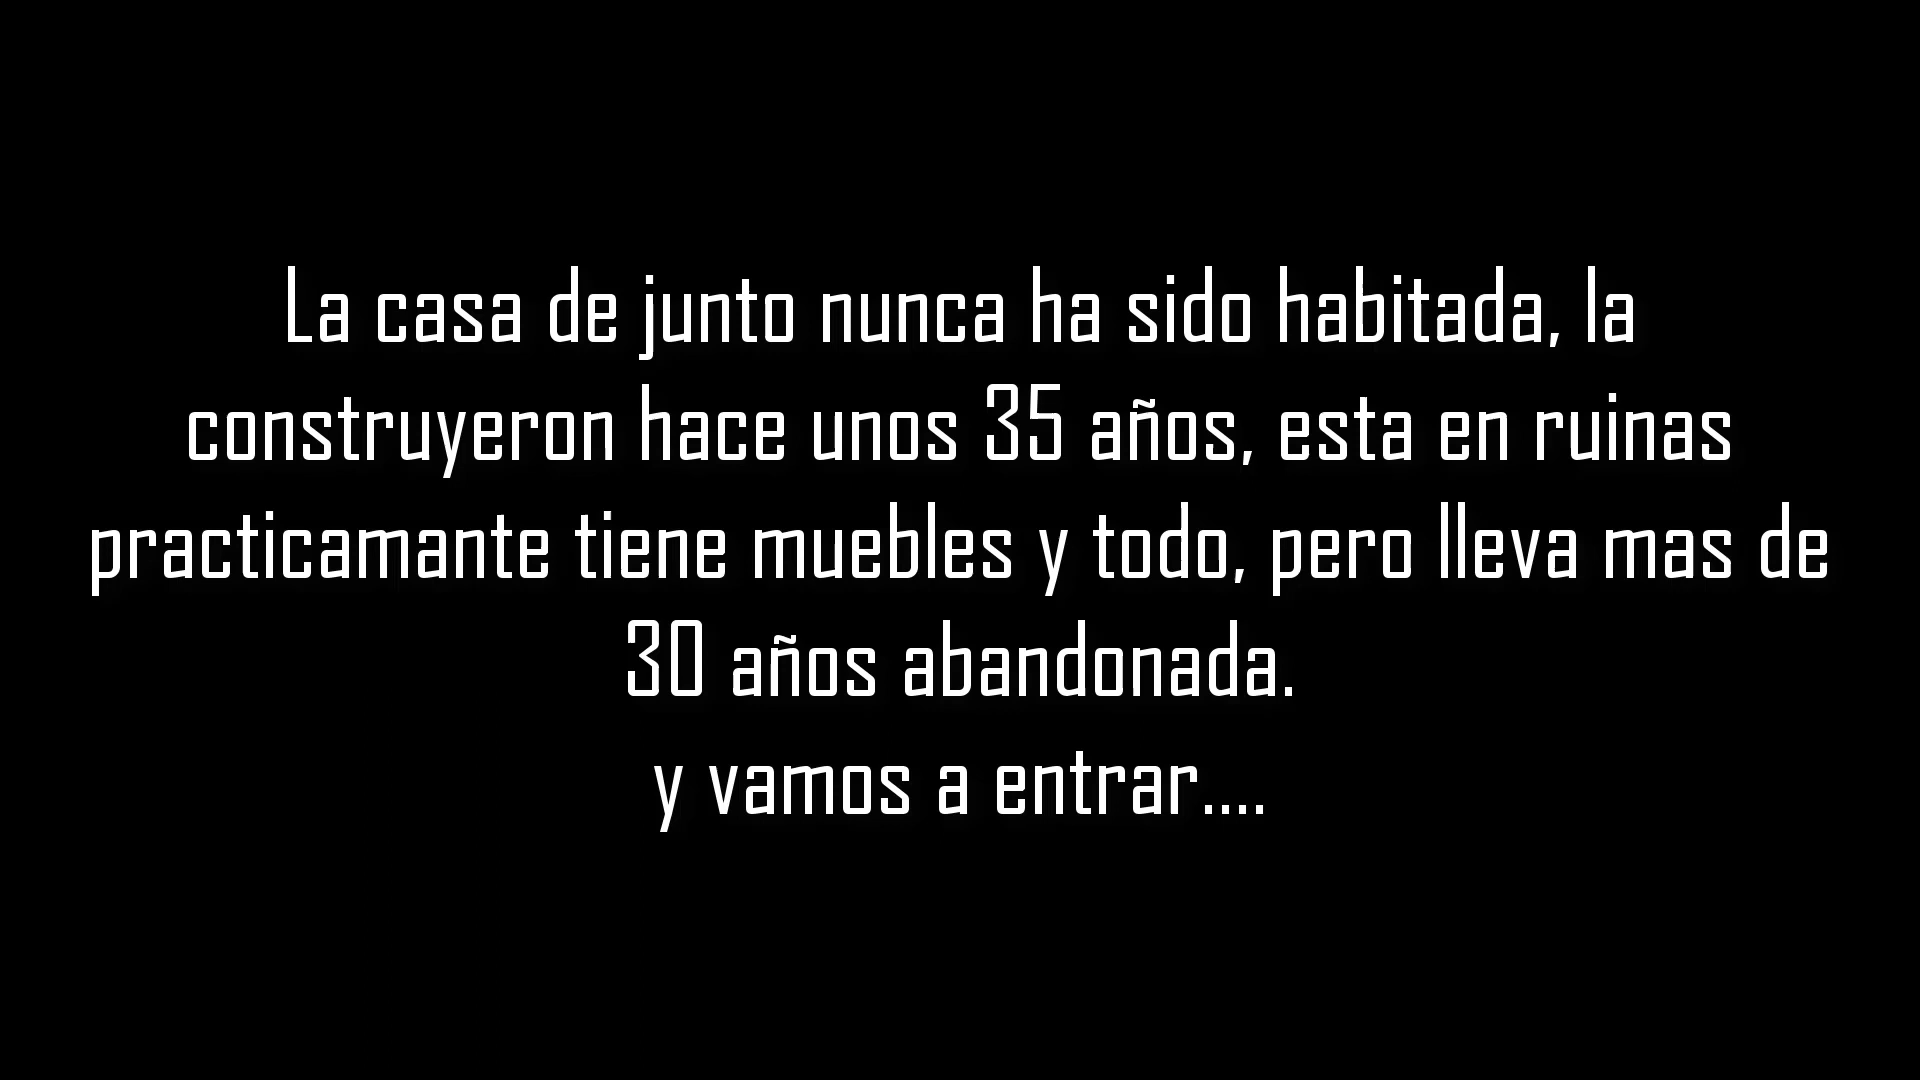 La casa de junto nunca ha sido habitada, la
construyeron hace unos 35 años, esta en ruinas
practicamante tiene muebles y todo, pero lleva mas de
30 años abandonada.
y vamos a entrar....